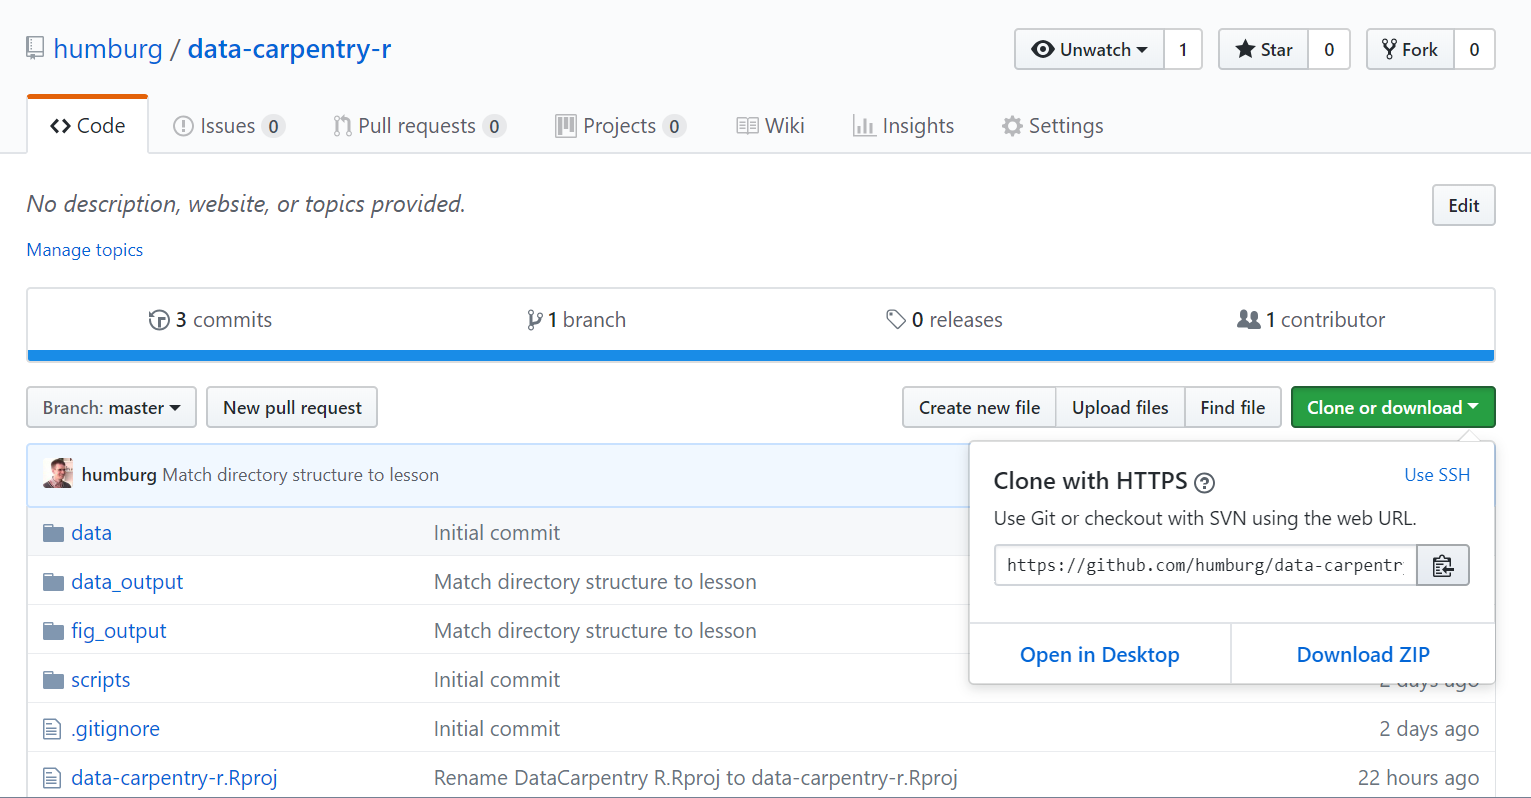 humburg / data-carpentry-r
Unwatch 1
Star 0
Fork 0
Code
Issues 0
Pull requests 0
Projects 0
Wiki
Insights
Settings
No description, website, or topics provided.
Edit
Manage topics
3 commits
1 branch
0 releases
1 contributor
Branch: master
New pull request
Create new file
Upload files
Find file
Clone or download
humburg Match directory structure to lesson
Clone with HTTPS ?
Use SSH
Use Git or checkout with SVN using the web URL.
https://github.com/humburg/data-carpentr
Open in Desktop
Download ZIP
data Initial commit
data_output Match directory structure to lesson
fig_output Match directory structure to lesson
scripts Initial commit 2 days ago
.gitignore Initial commit 2 days ago
data-carpentry-r.Rproj Rename DataCarpentry R.Rproj to data-carpentry-r.Rproj 22 hours ago